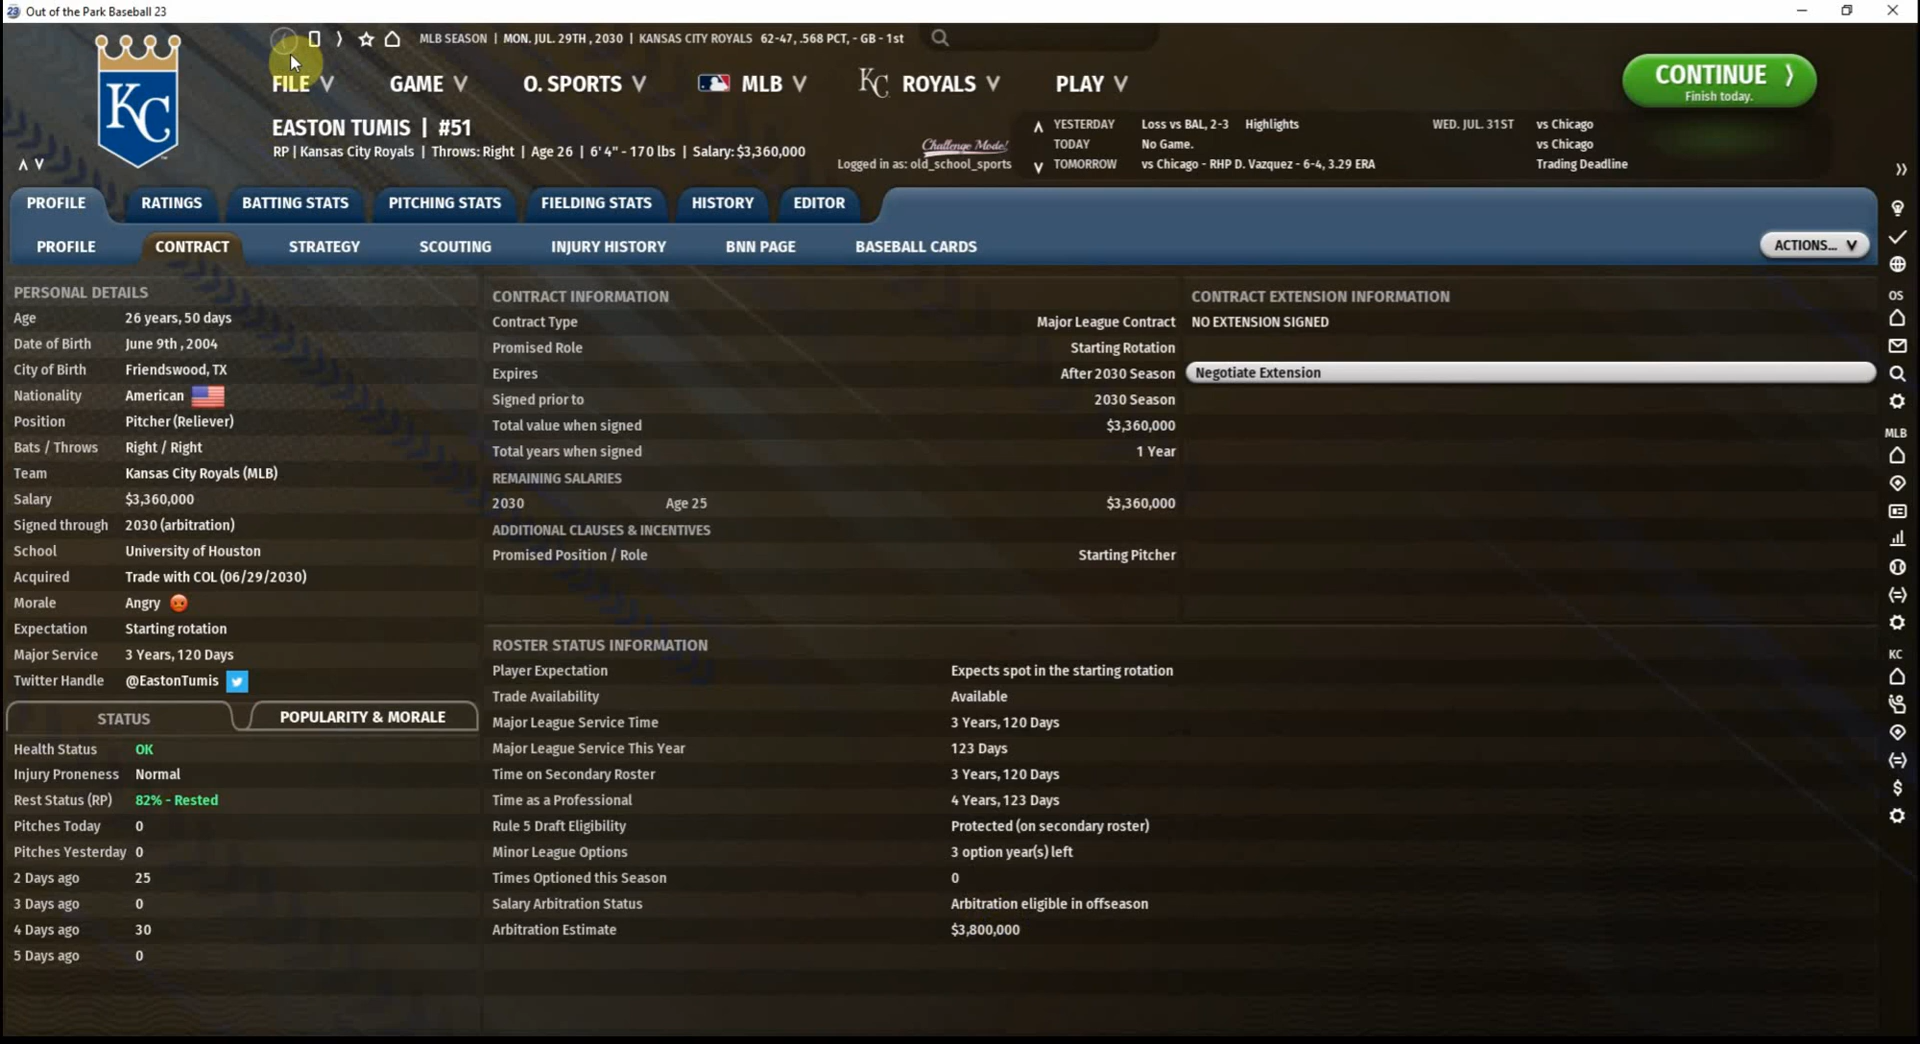 23 Out of the Park Baseball 23
MLB SEASON | MON. JUL. 29TH , 2030 | KANSAS CITY ROYALS 62-47, .568 PCT, - GB - 1st
KC
FILE GAME O. SPORTS MLB KC ROYALS PLAY
CONTINUE
Finish today.
EASTON TUMIS | #51
RP | Kansas City Royals | Throws: Right | Age 26 | 6' 4" - 170 lbs | Salary: $3,360,000
Challenge Mode!
Logged in as: old_school_sports
YESTERDAY Loss vs BAL, 2-3 Highlights WED. JUL. 31ST vs Chicago
TODAY No Game. vs Chicago
TOMORROW vs Chicago - RHP D. Vazquez - 6-4, 3.29 ERA Trading Deadline
PROFILE RATINGS BATTING STATS PITCHING STATS FIELDING STATS HISTORY EDITOR
PROFILE CONTRACT STRATEGY SCOUTING INJURY HISTORY BNN PAGE BASEBALL CARDS ACTIONS...
PERSONAL DETAILS
Age 26 years, 50 days
Date of Birth June 9th , 2004
City of Birth Friendswood, TX
Nationality American
Position Pitcher (Reliever)
Bats / Throws Right / Right
Team Kansas City Royals (MLB)
Salary $3,360,000
Signed through 2030 (arbitration)
School University of Houston
Acquired Trade with COL (06/29/2030)
Morale Angry
Expectation Starting rotation
Major Service 3 Years, 120 Days
Twitter Handle @EastonTumis
STATUS POPULARITY & MORALE
Health Status OK
Injury Proneness Normal
Rest Status (RP) 82% - Rested
Pitches Today 0
Pitches Yesterday 0
2 Days ago 25
3 Days ago 0
4 Days ago 30
5 Days ago 0
CONTRACT INFORMATION
Contract Type Major League Contract
Promised Role Starting Rotation
Expires After 2030 Season
Signed prior to 2030 Season
Total value when signed $3,360,000
Total years when signed 1 Year
REMAINING SALARIES
2030 Age 25 $3,360,000
ADDITIONAL CLAUSES & INCENTIVES
Promised Position / Role Starting Pitcher
CONTRACT EXTENSION INFORMATION
NO EXTENSION SIGNED
Negotiate Extension
ROSTER STATUS INFORMATION
Player Expectation Expects spot in the starting rotation
Trade Availability Available
Major League Service Time 3 Years, 120 Days
Major League Service This Year 123 Days
Time on Secondary Roster 3 Years, 120 Days
Time as a Professional 4 Years, 123 Days
Rule 5 Draft Eligibility Protected (on secondary roster)
Minor League Options 3 option year(s) left
Times Optioned this Season 0
Salary Arbitration Status Arbitration eligible in offseason
Arbitration Estimate $3,800,000
OS
MLB
KC
$